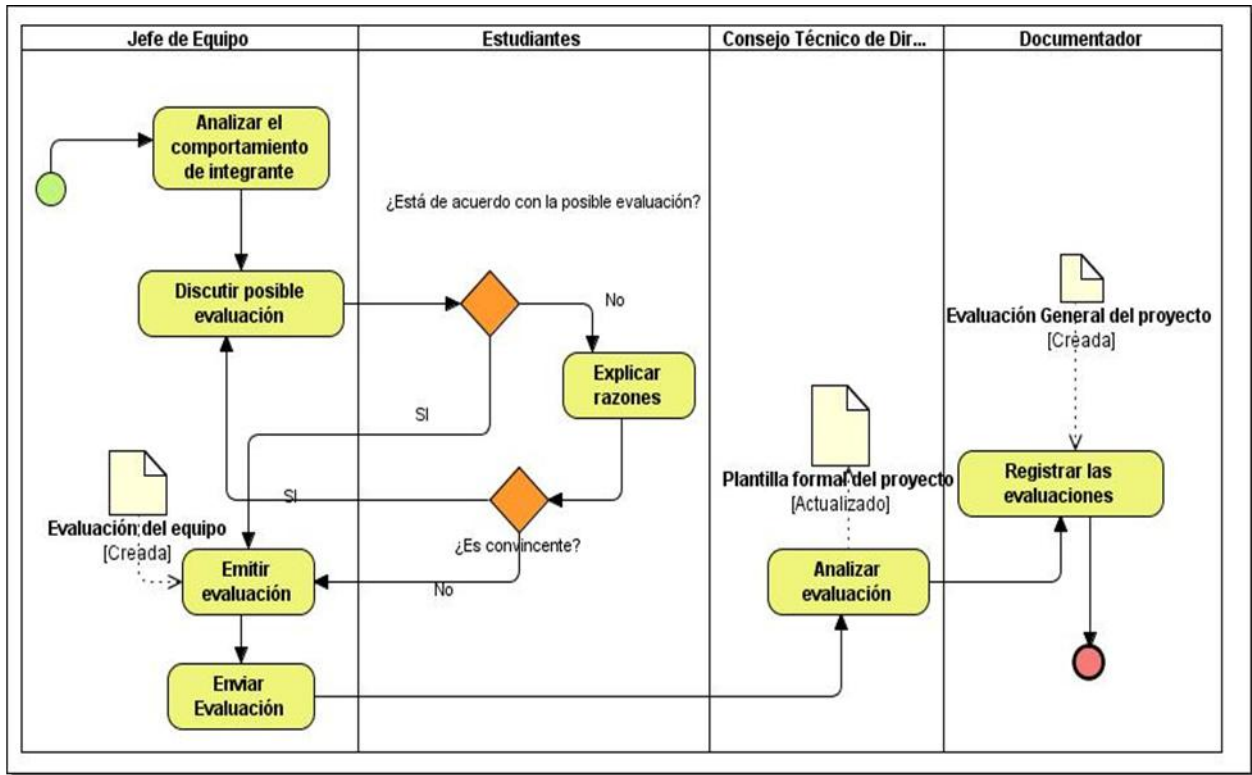 Jefe de Equipo
Estudiantes
Consejo Técnico de Dir...
Documentador
Analizar el
comportamiento
de integrante
¿Está de acuerdo con la posible evaluación?
Discutir posible
evaluación
No
Explicar
razones
SI
Evaluación General del proyecto
[Creada]
Plantilla formal del proyecto
[Actualizado]
Registrar las
evaluaciones
SI
Evaluación del equipo
[Creada]
¿Es convincente?
Emitir
evaluación
No
Analizar
evaluación
Enviar
Evaluación